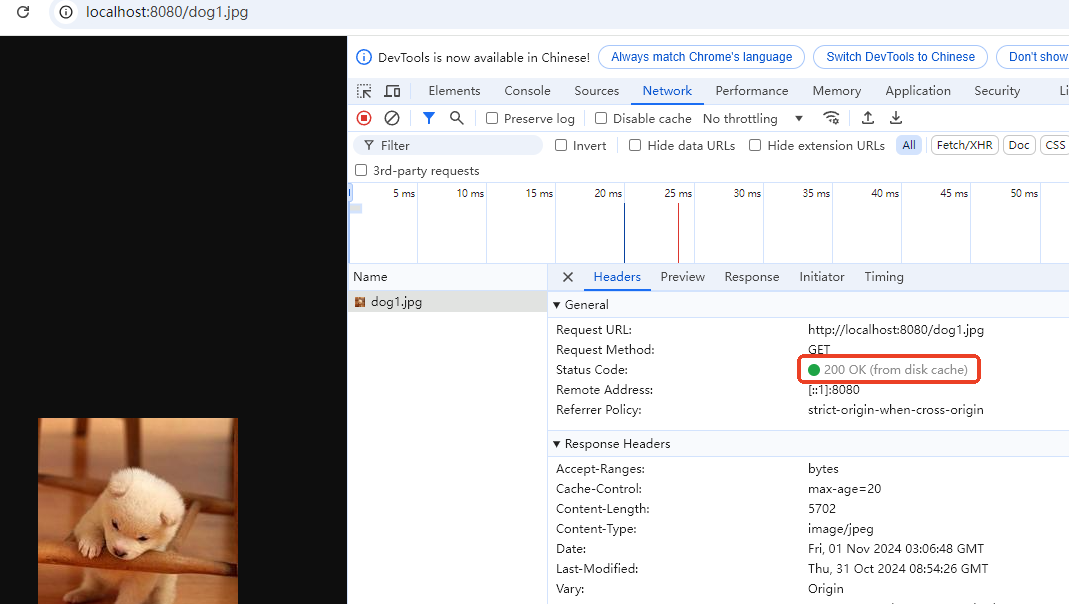 localhost:8080/dog1.jpg
DevTools is now available in Chinese! Always match Chrome's language Switch DevTools to Chinese Don't show
Elements Console Sources Network Performance Memory Application Security Li
Preserve log Disable cache No throttling
Filter Invert Hide data URLs Hide extension URLs All Fetch/XHR Doc CSS
3rd-party requests
5 ms 10 ms 15 ms 20 ms 25 ms 30 ms 35 ms 40 ms 45 ms 50 ms
Name Headers Preview Response Initiator Timing
dog1.jpg
General
Request URL: http://localhost:8080/dog1.jpg
Request Method: GET
Status Code: 200 OK (from disk cache)
Remote Address: [::1]:8080
Referrer Policy: strict-origin-when-cross-origin
Response Headers
Accept-Ranges: bytes
Cache-Control: max-age=20
Content-Length: 5702
Content-Type: image/jpeg
Date: Fri, 01 Nov 2024 03:06:48 GMT
Last-Modified: Thu, 31 Oct 2024 08:54:26 GMT
Vary: Origin